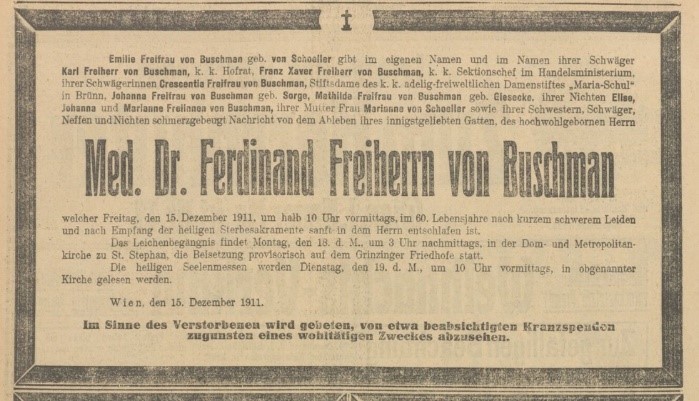 Emilie Freifrau von Buschman geb. von Schoeller gibt im eigenen Namen und im Namen ihrer Schwäger
Karl Freiherr von Buschman, k. k. Hofrat, Franz Xaver Freiherr von Buschman, k. k. Sektionschef im Handelsministerium,
ihrer Schwägerinnen Crescentia Freifrau von Buschman, Stiftsdame des k. k. adelig-freiweltlichen Damenstiftes „Maria-Schul"
in Brünn, Johanna Freifrau von Buschman geb. Sorge, Mathilde Freifrau von Buschman geb. Giesecke, ihrer Nichten Elise,
Johanna und Marianne Freiinnen von Buschman, ihrer Mutter Frau Marianne von Schoeller sowie ihrer Schwestern, Schwäger,
Neffen und Nichten schmerzgebeugt Nachricht von dem Ableben ihres innigstgeliebten Gatten, des hochwohlgebornen Herrn
Med. Dr. Ferdinand Freiherrn von Buschman
welcher Freitag, den 15. Dezember 1911, um halb 10 Uhr vormittags, im 60. Lebensjahre nach kurzem schwerem Leiden
und nach Empfang der heiligen Sterbesakramente sanft in dem Herrn entschlafen ist.
Das Leichenbegängnis findet Montag, den 18. d. M., um 3 Uhr nachmittags, in der Dom- und Metropolitan-
kirche zu St. Stephan, die Beisetzung provisorisch auf dem Grinzinger Friedhofe statt.
Die heiligen Seelenmessen werden Dienstag, den 19. d. M., um 10 Uhr vormittags, in obgenannter
Kirche gelesen werden.
Wien, den 15. Dezember 1911.
Im Sinne des Verstorbenen wird gebeten, von etwa beabsichtigten Kranzspenden
zugunsten eines wohltätigen Zweckes abzusehen.